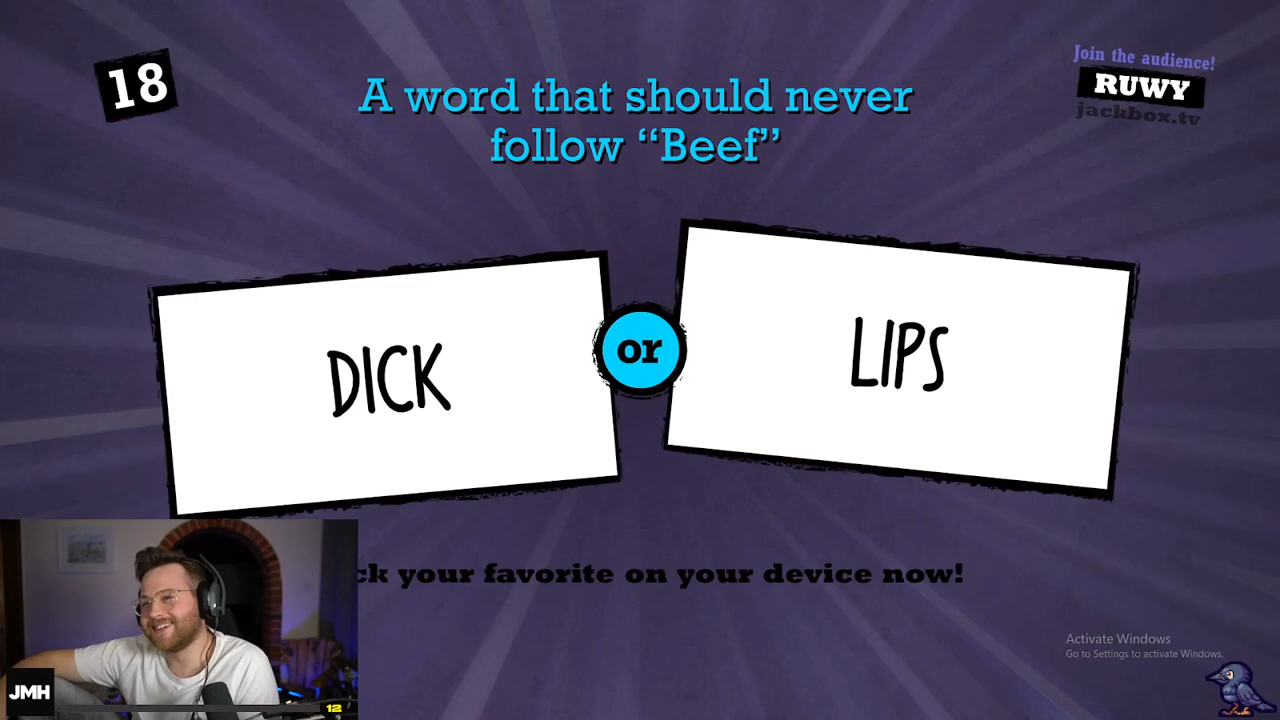 18
Join the audience!
RUWY
jackbox.tv
A word that should never
follow “Beef”
DICK
or
LIPS
your favorite on your device now!
Activate Windows
Go to Settings to activate Windows.
JMH
12